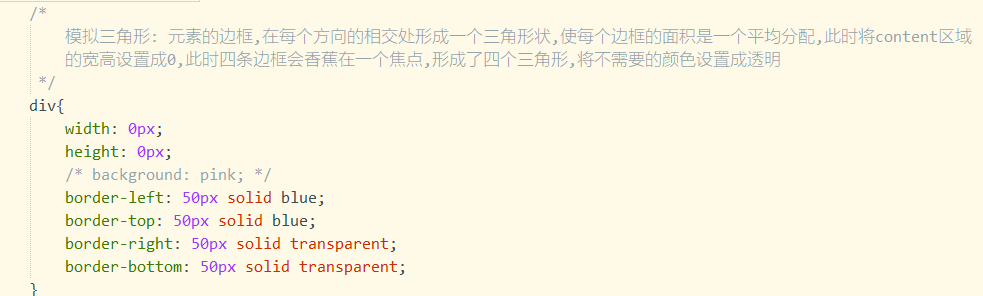 /*
模拟三角形: 元素的边框,在每个方向的相交处形成一个三角形状,使每个边框的面积是一个平均分配,此时将content区域
的宽高设置成0,此时四条边框会香蕉在一个焦点,形成了四个三角形,将不需要的颜色设置成透明
*/
div{
width: 0px;
height: 0px;
/* background: pink; */
border-left: 50px solid blue;
border-top: 50px solid blue;
border-right: 50px solid transparent;
border-bottom: 50px solid transparent;
}